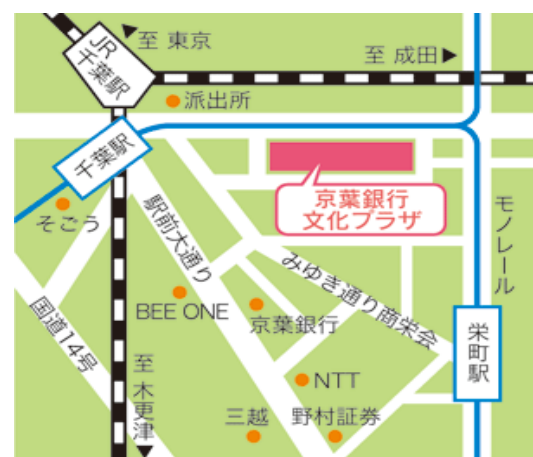 至 東京
JR
千葉駅
至 成田▶
派出所
千葉駅
京葉銀行
文化プラザ
そごう
駅前大通り
みゆき通り商栄会
モノレール
BEE ONE
京葉銀行
国道14号
栄町駅
至 木更津
NTT
三越
野村証券